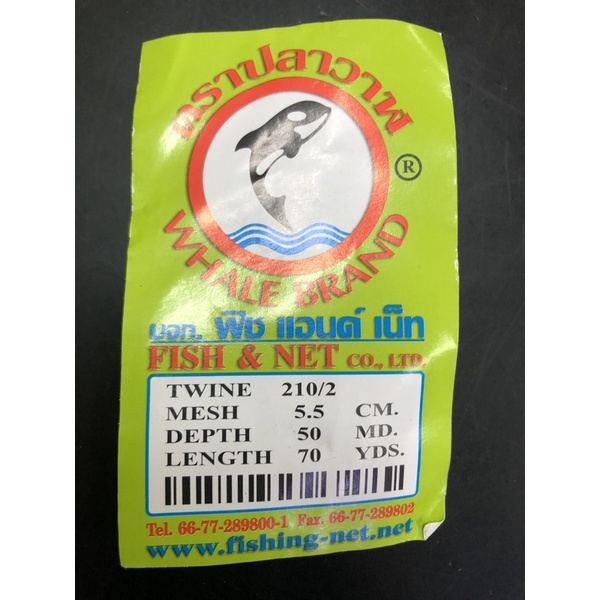 ตราปลาวาฬ
®
WHALE BRAND
บจก. ฟิช แอนด์ เน็ท
FISH & NET CO., LTD.
TWINE 210/2
MESH 5.5 CM.
DEPTH 50 MD.
LENGTH 70 YDS.
Tel. 66-77-289800-1 Fax. 66-77-289802
www.fishing-net.net